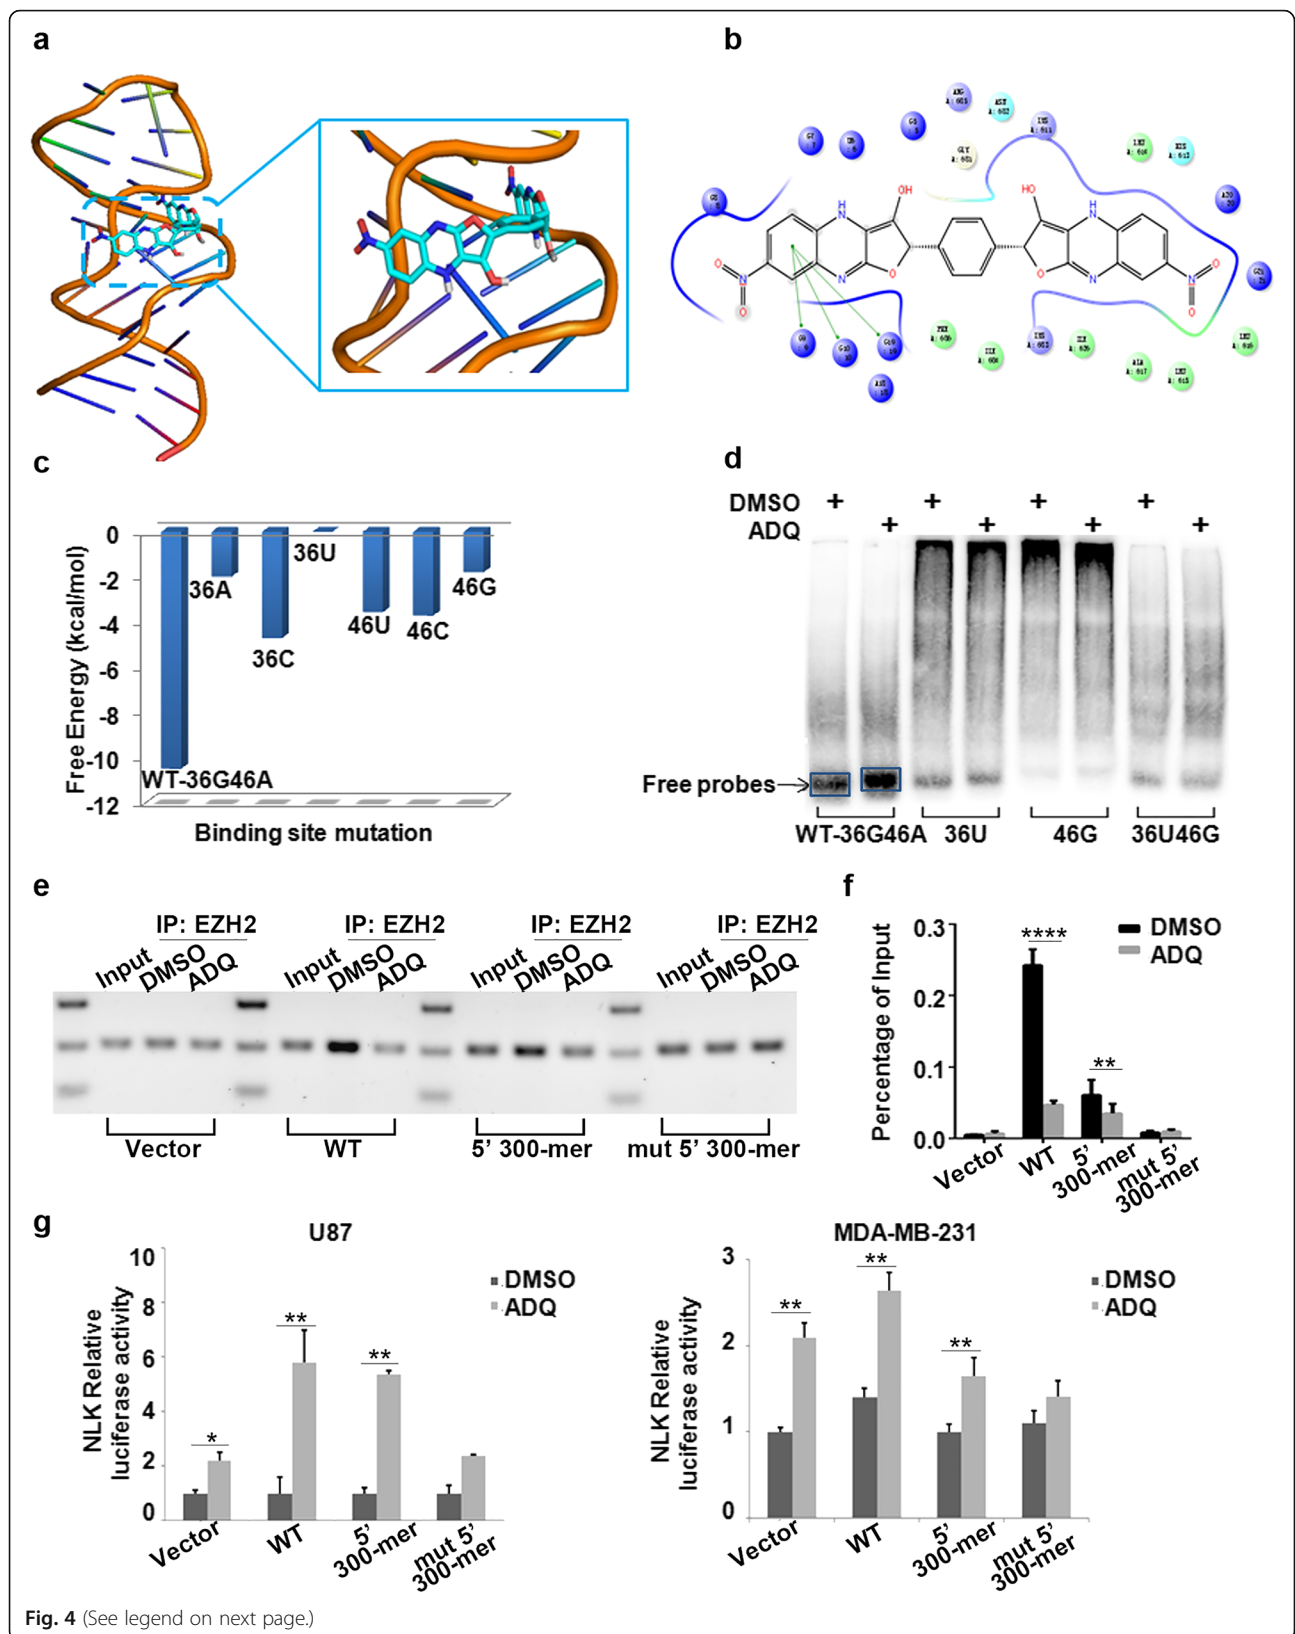 a
b
OH
HO
H
N
N
O
N
O
O
H
N
N
O
N
O
O
c
0
-2
-4
-6
-8
-10
-12
Free Energy (kcal/mol)
WT-36G46A
36A
36C
36U
46U
46C
46G
Binding site mutation
d
DMSO + + + +
ADQ + + + +
Free probes
WT-36G46A 36U 46G 36U46G
e
IP: EZH2 IP: EZH2 IP: EZH2 IP: EZH2
Input DMSO ADQ Input DMSO ADQ Input DMSO ADQ Input DMSO ADQ
Vector WT 5' 300-mer mut 5' 300-mer
f
Percentage of Input
0.3
0.2
0.1
0.0
****
**
DMSO
ADQ
Vector
WT
5'
300-mer
mut 5'
300-mer
g
U87
NLK Relative
luciferase activity
10
8
6
4
2
0
*
**
**
DMSO
ADQ
Vector
WT
5'
300-mer
mut 5'
300-mer
MDA-MB-231
NLK Relative
luciferase activity
3
2
1
0
**
**
**
DMSO
ADQ
Vector
WT
5'
300-mer
mut 5'
300-mer
Fig. 4 (See legend on next page.)